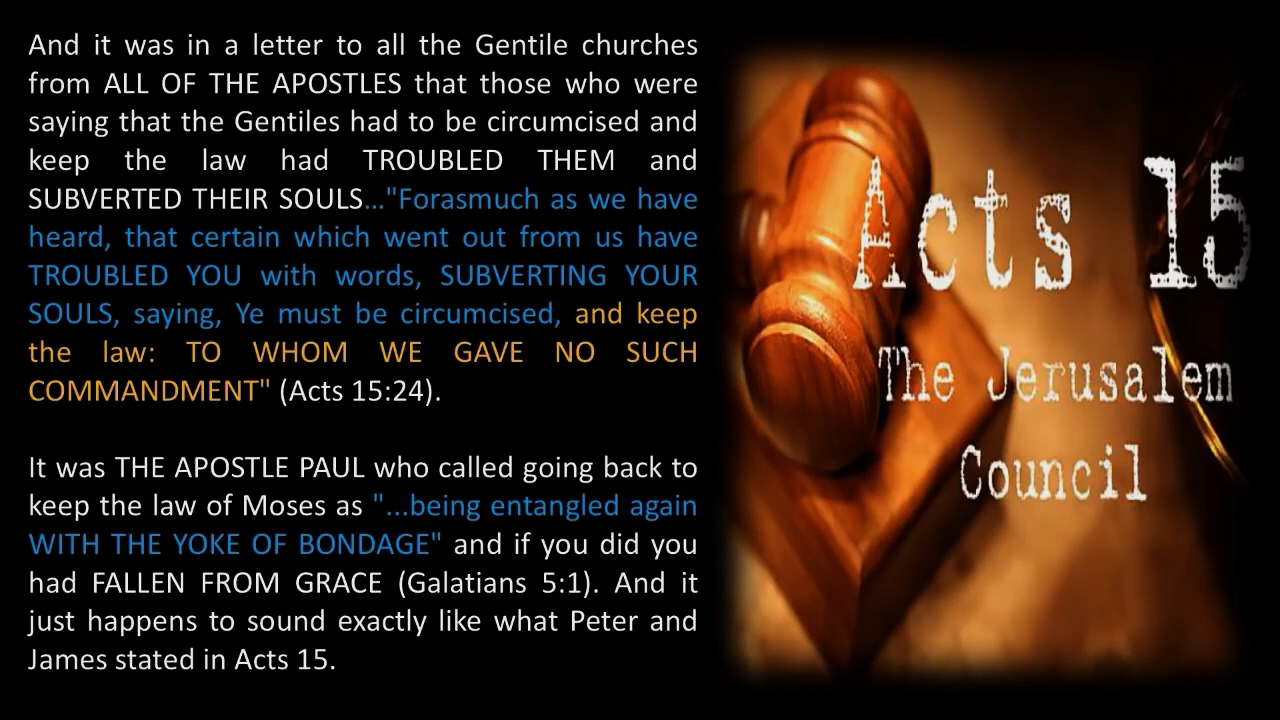 And it was in a letter to all the Gentile churches
from ALL OF THE APOSTLES that those who were
saying that the Gentiles had to be circumcised and
keep the law had TROUBLED THEM and
SUBVERTED THEIR SOULS..."Forasmuch as we have
heard, that certain which went out from us have
TROUBLED YOU with words, SUBVERTING YOUR
SOULS, saying, Ye must be circumcised, and keep
the law: TO WHOM WE GAVE NO SUCH
COMMANDMENT" (Acts 15:24).
It was THE APOSTLE PAUL who called going back to
keep the law of Moses as "...being entangled again
WITH THE YOKE OF BONDAGE" and if you did you
had FALLEN FROM GRACE (Galatians 5:1). And it
just happens to sound exactly like what Peter and
James stated in Acts 15.
Acts 15
The Jerusalem
Council